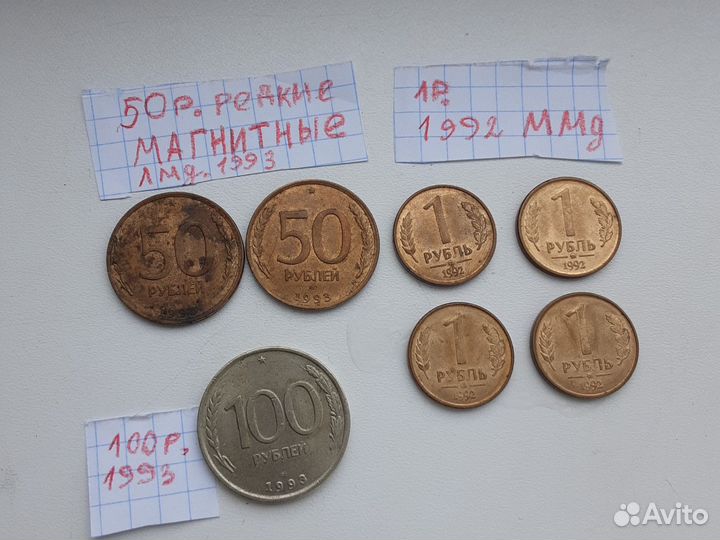 50р. редкие
МАГНИТНЫЕ
лмд. 1993
1р.
1992 ММд
50
РУБЛЕЙ
50
РУБЛЕЙ
1993
1
РУБЛЬ
1992
1
РУБЛЬ
1992
1
РУБЛЬ
1992
1
РУБЛЬ
1992
100р.
1993
100
РУБЛЕЙ
1993
Avito